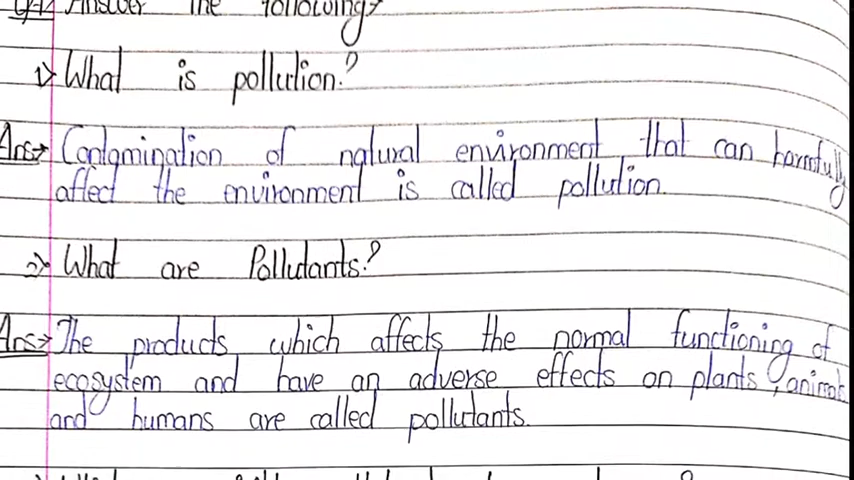 Answer the following→
1) What is pollution?
Ans→ Contamination of natural environment that can harmfully
affect the environment is called pollution.
2) What are Pollutants?
Ans→ The products which affects the normal functioning of
ecosystem and have an adverse effects on plants, animals
and humans are called pollutants.